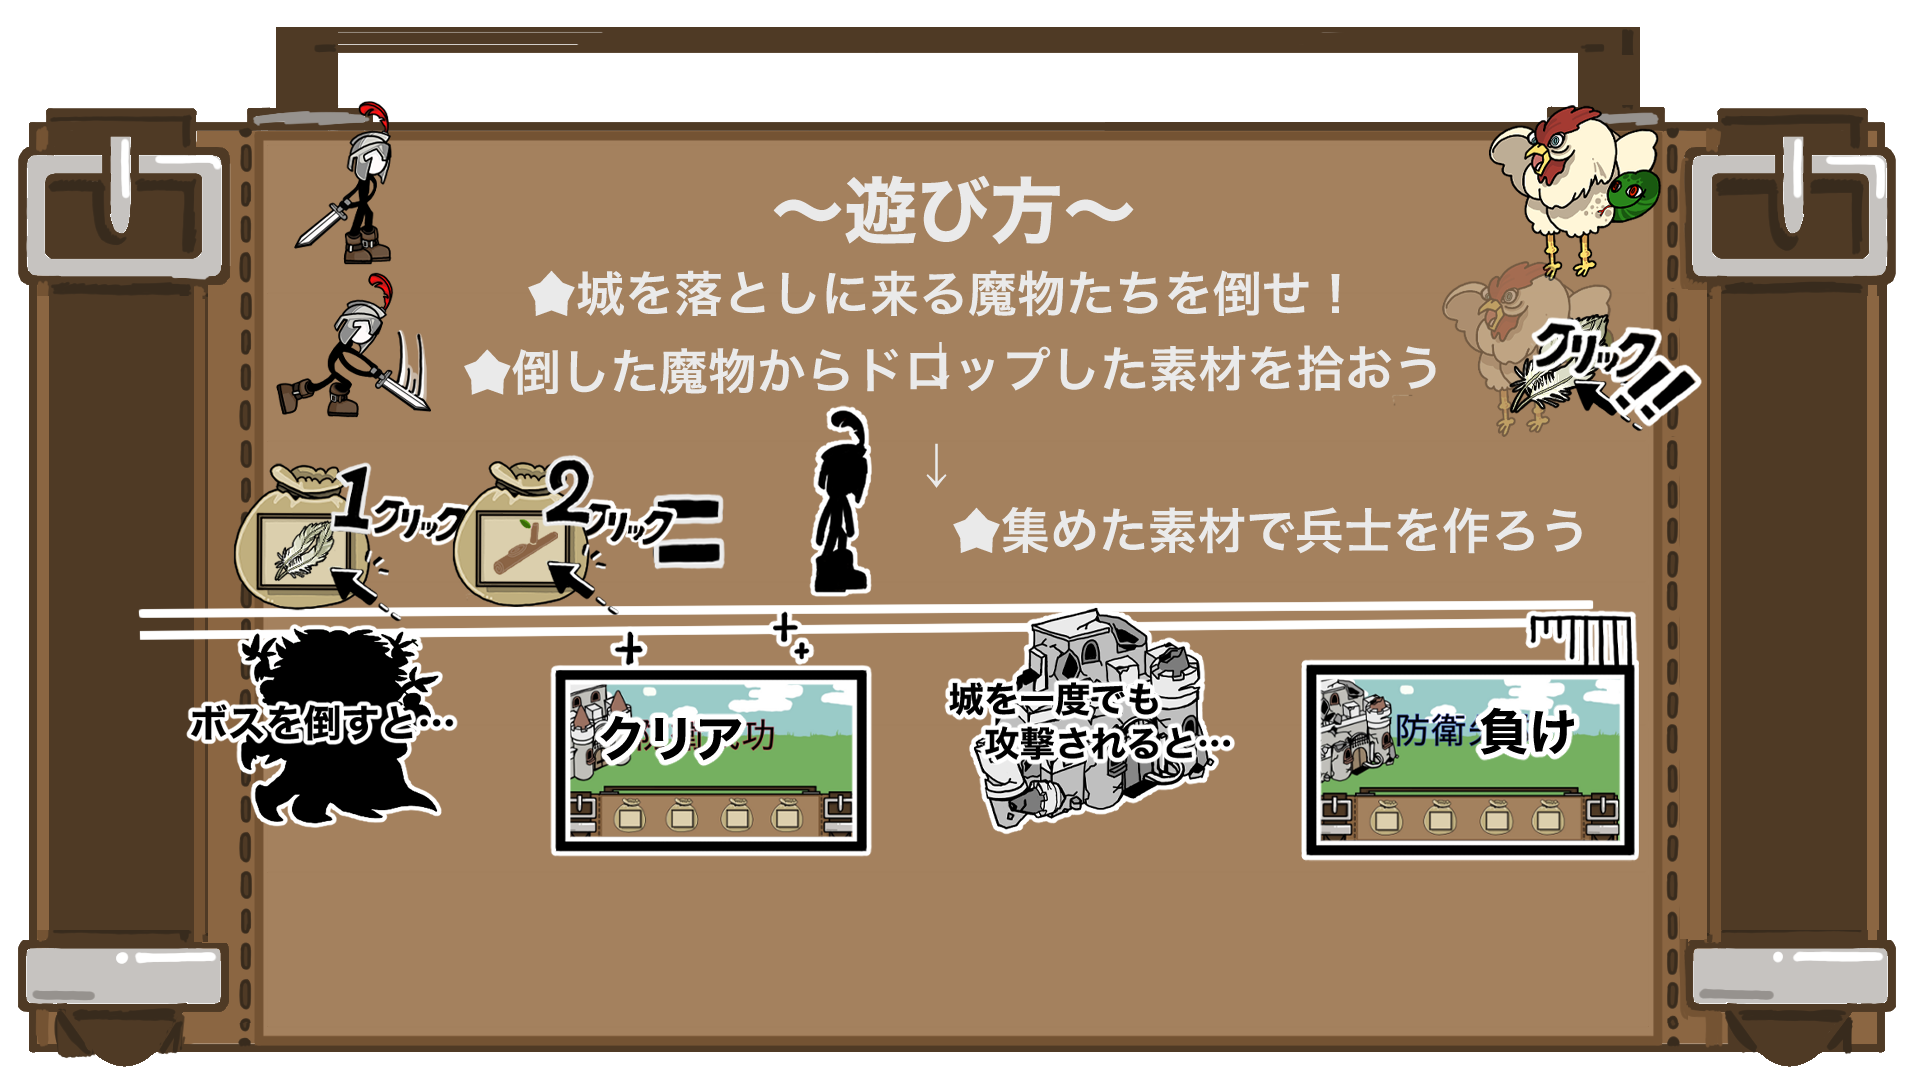 ～遊び方～
★城を落としに来る魔物たちを倒せ！
↓
★倒した魔物からドロップした素材を拾おう
クリック!!
↓
1クリック
2クリック
=
★集めた素材で兵士を作ろう
ボスを倒すと…
クリア
功
城を一度でも
攻撃されると…
防衛
負け